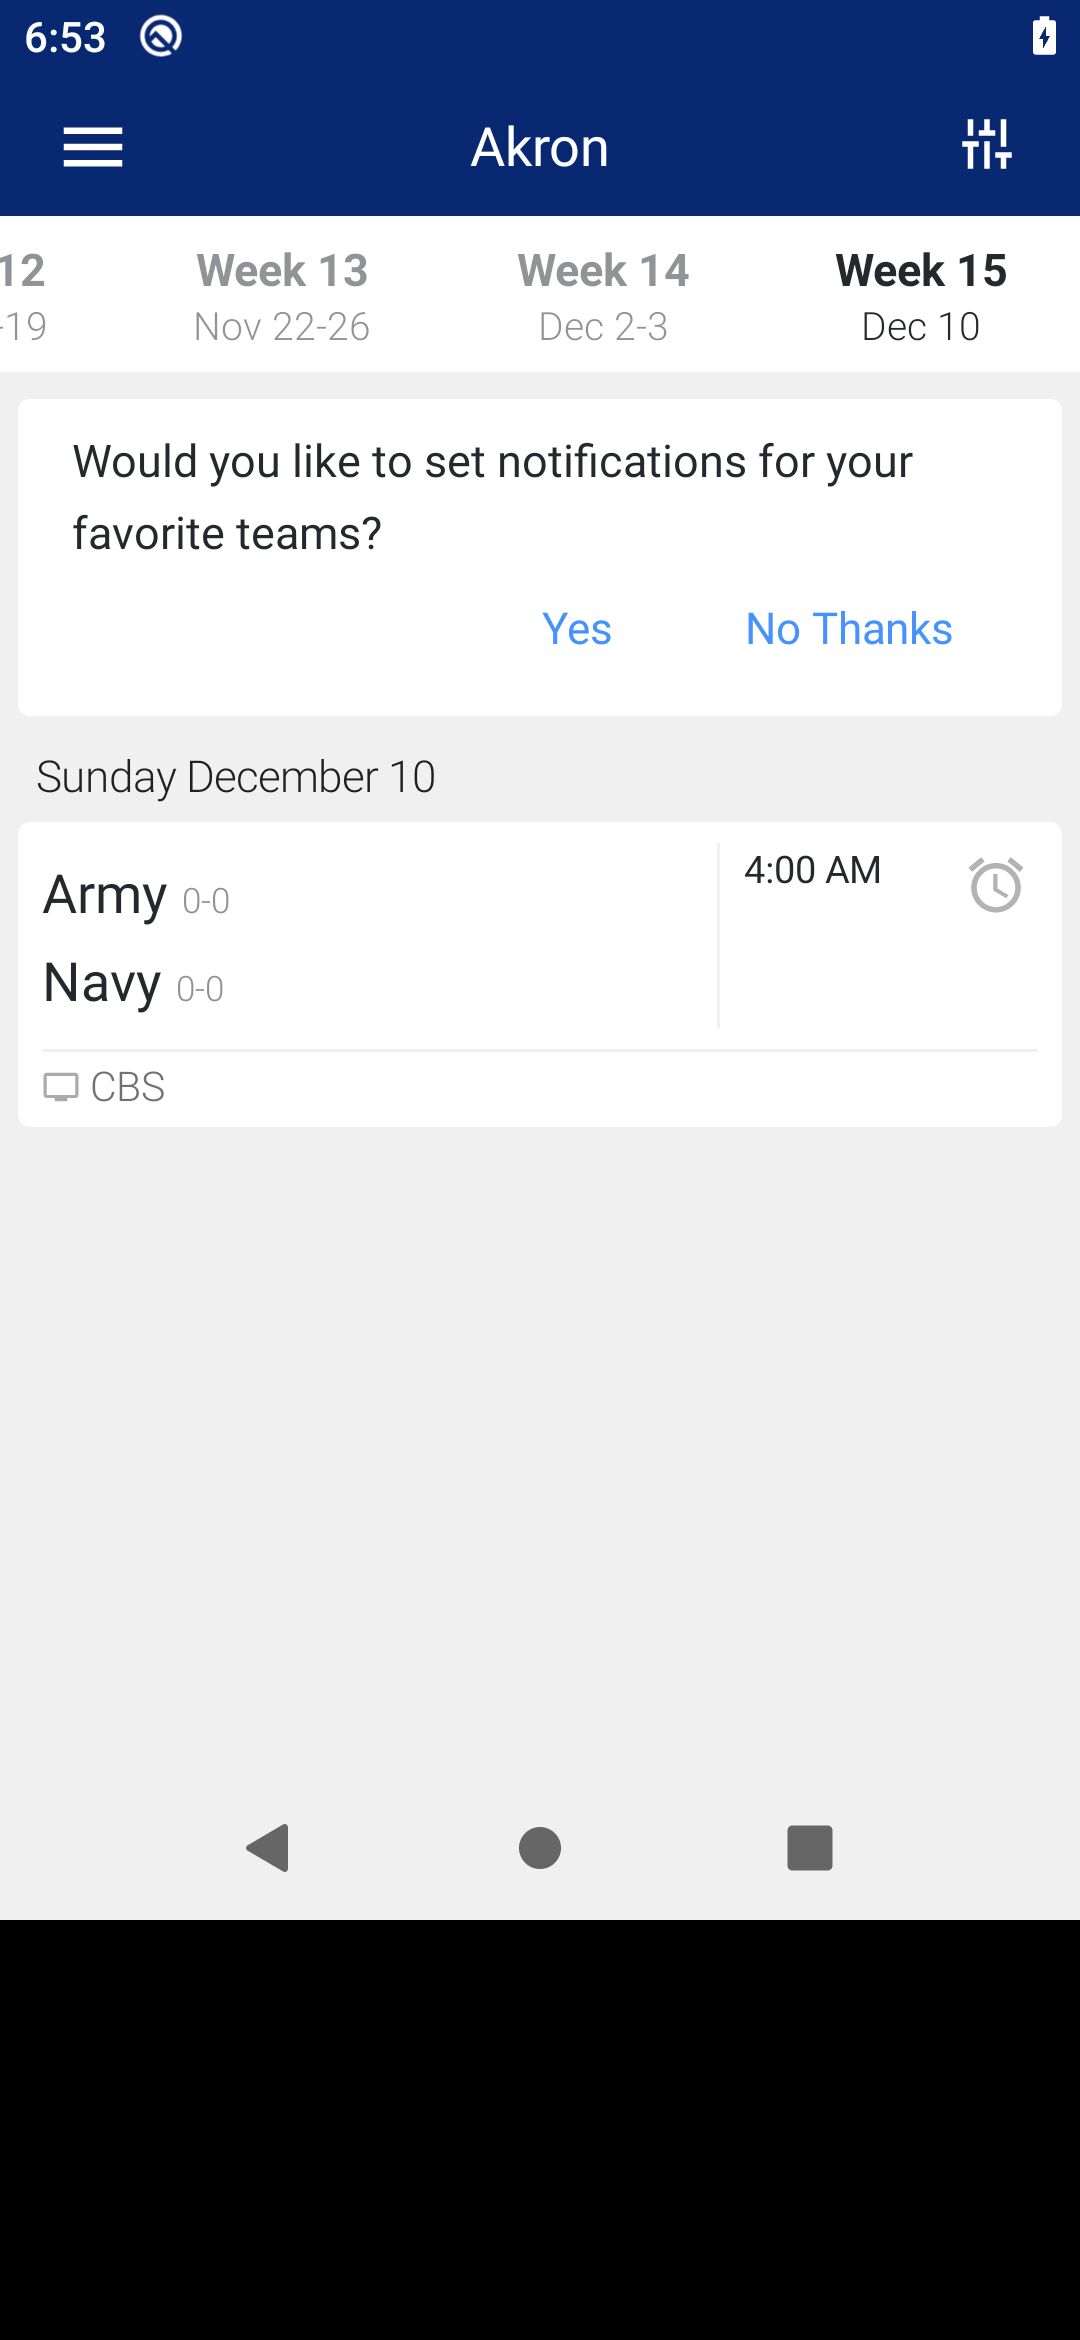 6:53
Akron
12
-19
Week 13
Nov 22-26
Week 14
Dec 2-3
Week 15
Dec 10
Would you like to set notifications for your
favorite teams?
Yes
No Thanks
Sunday December 10
Army 0-0
4:00 AM
Navy 0-0
CBS